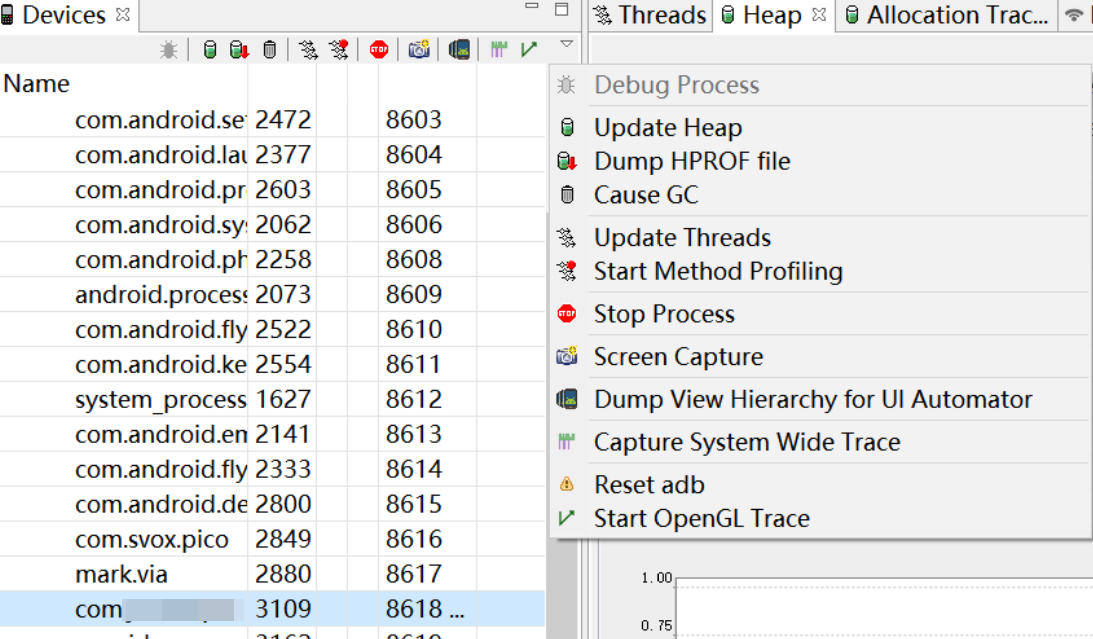 Devices
Threads Heap Allocation Trac...
Name
com.android.se 2472 8603
com.android.lau 2377 8604
com.android.pr 2603 8605
com.android.sys 2062 8606
com.android.ph 2258 8608
android.process 2073 8609
com.android.fly 2522 8610
com.android.ke 2554 8611
system_process 1627 8612
com.android.em 2141 8613
com.android.fly 2333 8614
com.android.de 2800 8615
com.svox.pico 2849 8616
mark.via 2880 8617
com 3109 8618 ...
Debug Process
Update Heap
Dump HPROF file
Cause GC
Update Threads
Start Method Profiling
STOP Stop Process
Screen Capture
Dump View Hierarchy for UI Automator
Capture System Wide Trace
Reset adb
Start OpenGL Trace
1.00
0.75